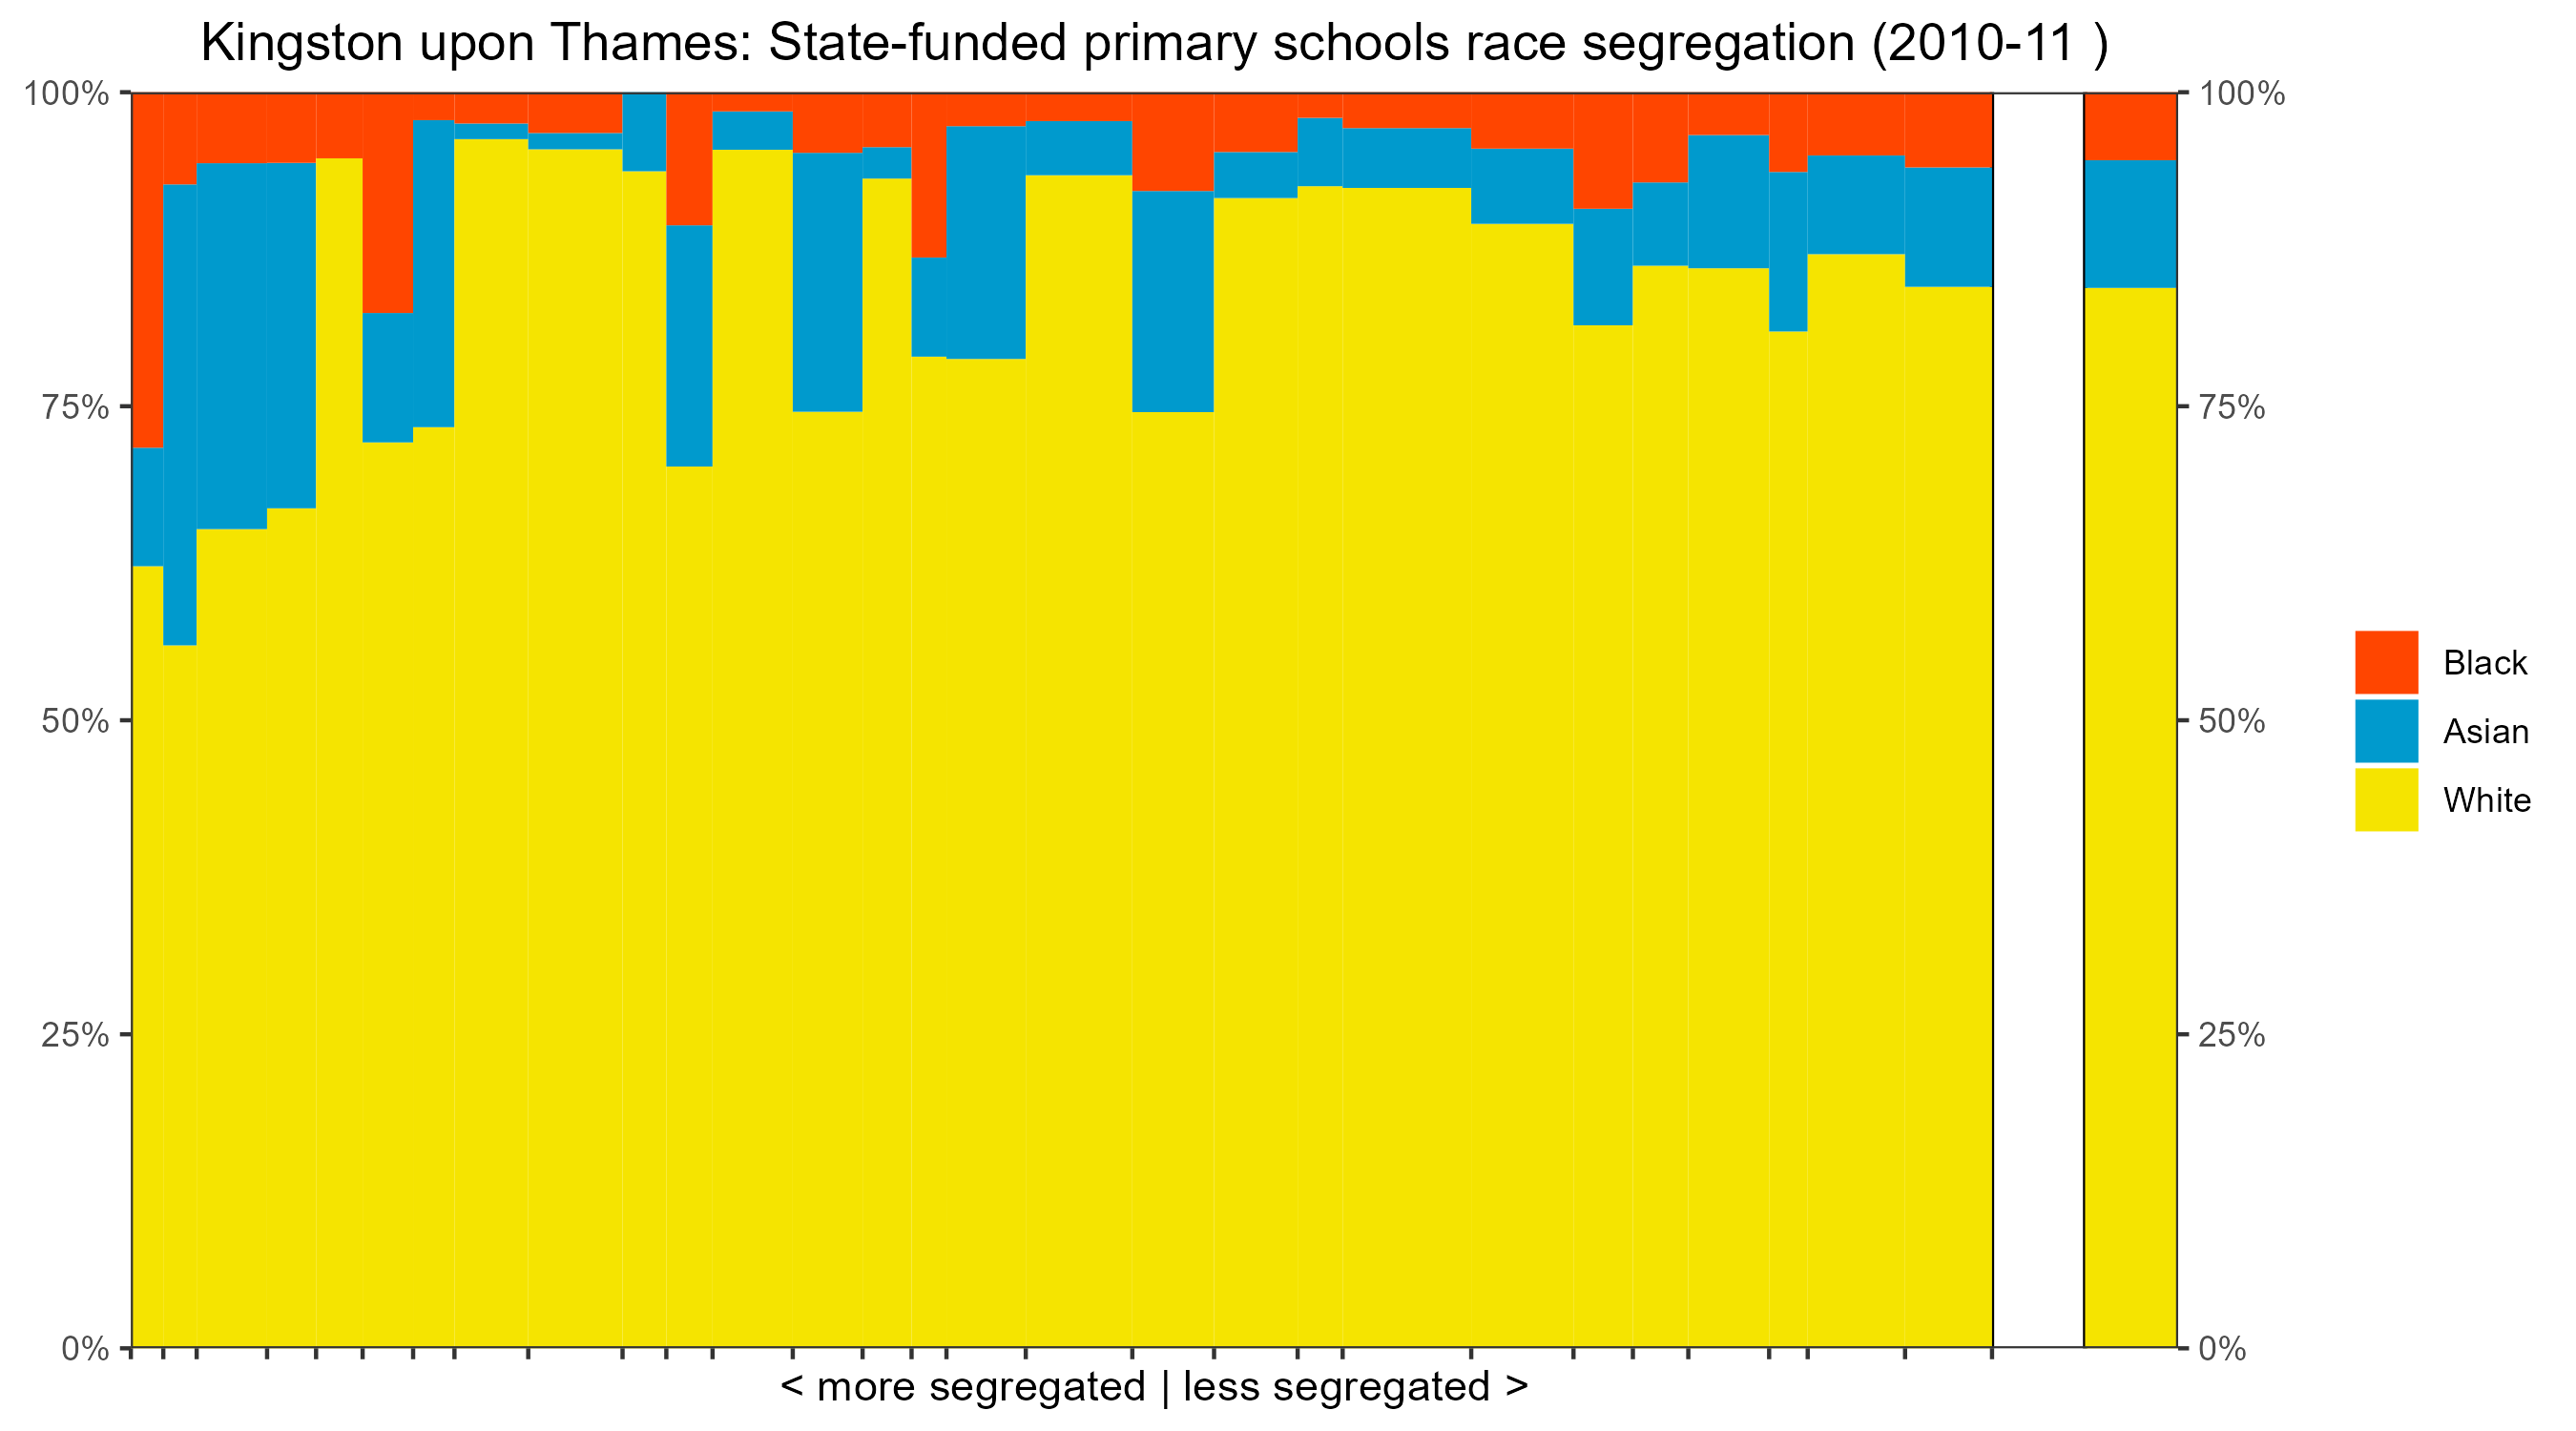 Kingston upon Thames: State-funded primary schools race segregation (2010-11 )
100%
100%
75%
75%
50%
50%
25%
25%
0%
0%
Black
Asian
White
< more segregated | less segregated >